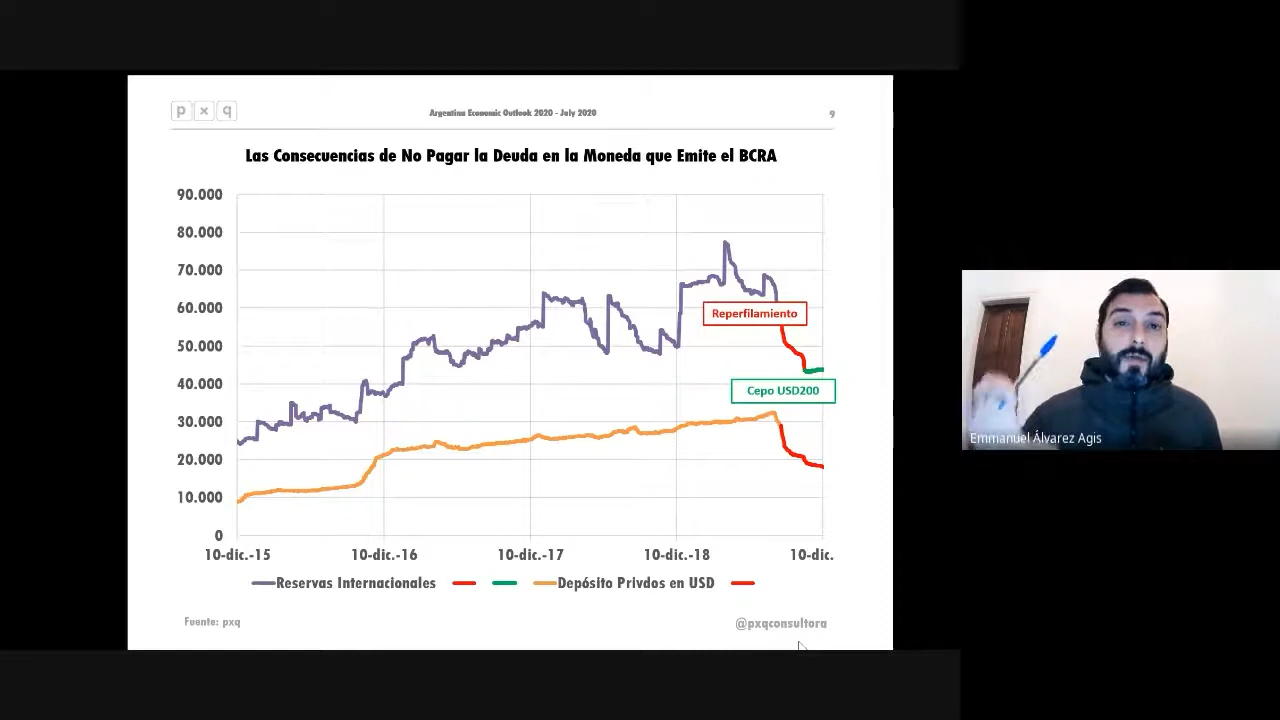 p x q
Argentina Economic Outlook 2020 - July 2020
9
Las Consecuencias de No Pagar la Deuda en la Moneda que Emite el BCRA
90.000
80.000
70.000
60.000
50.000
40.000
30.000
20.000
10.000
0
Reperfilamiento
Cepo USD200
10-dic.-15 10-dic.-16 10-dic.-17 10-dic.-18 10-dic.
Reservas Internacionales Depósito Privdos en USD
Fuente: pxq
@pxqconsultora
Emmanuel Álvarez Agis